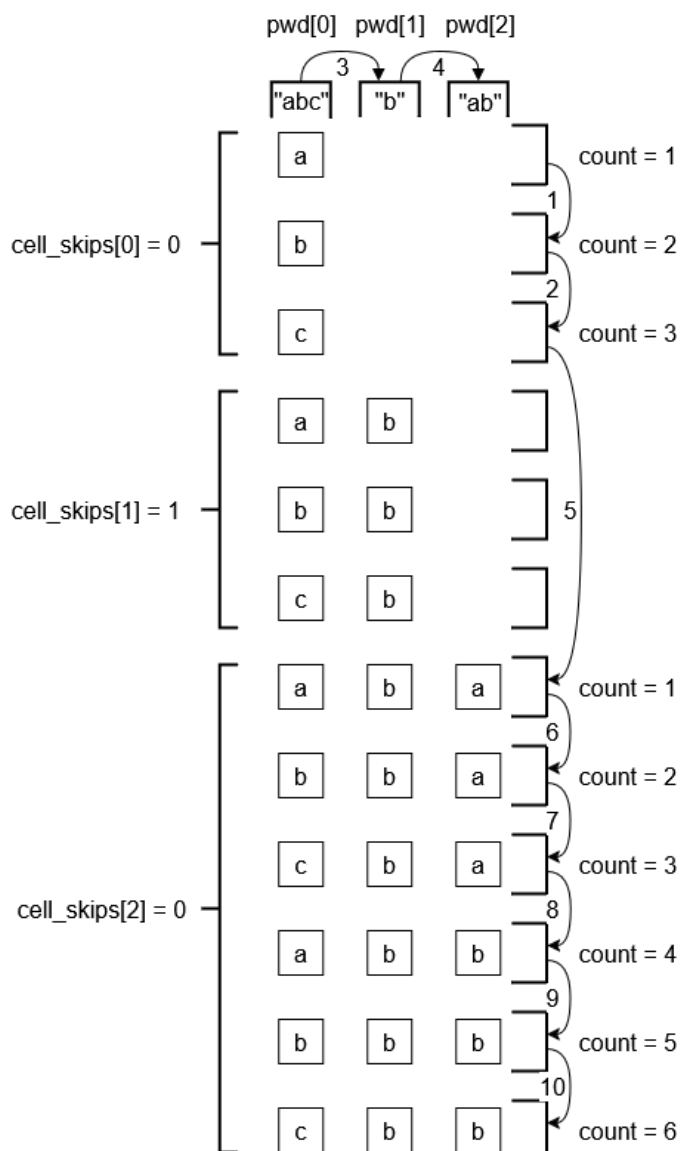 pwd[0] pwd[1] pwd[2]
3 4
"abc" "b" "ab"
a count = 1
1
cell_skips[0] = 0 b count = 2
2
c count = 3
a b
cell_skips[1] = 1 b b 5
c b
a b a count = 1
6
b b a count = 2
7
c b a count = 3
8
cell_skips[2] = 0
a b b count = 4
9
b b b count = 5
10
c b b count = 6